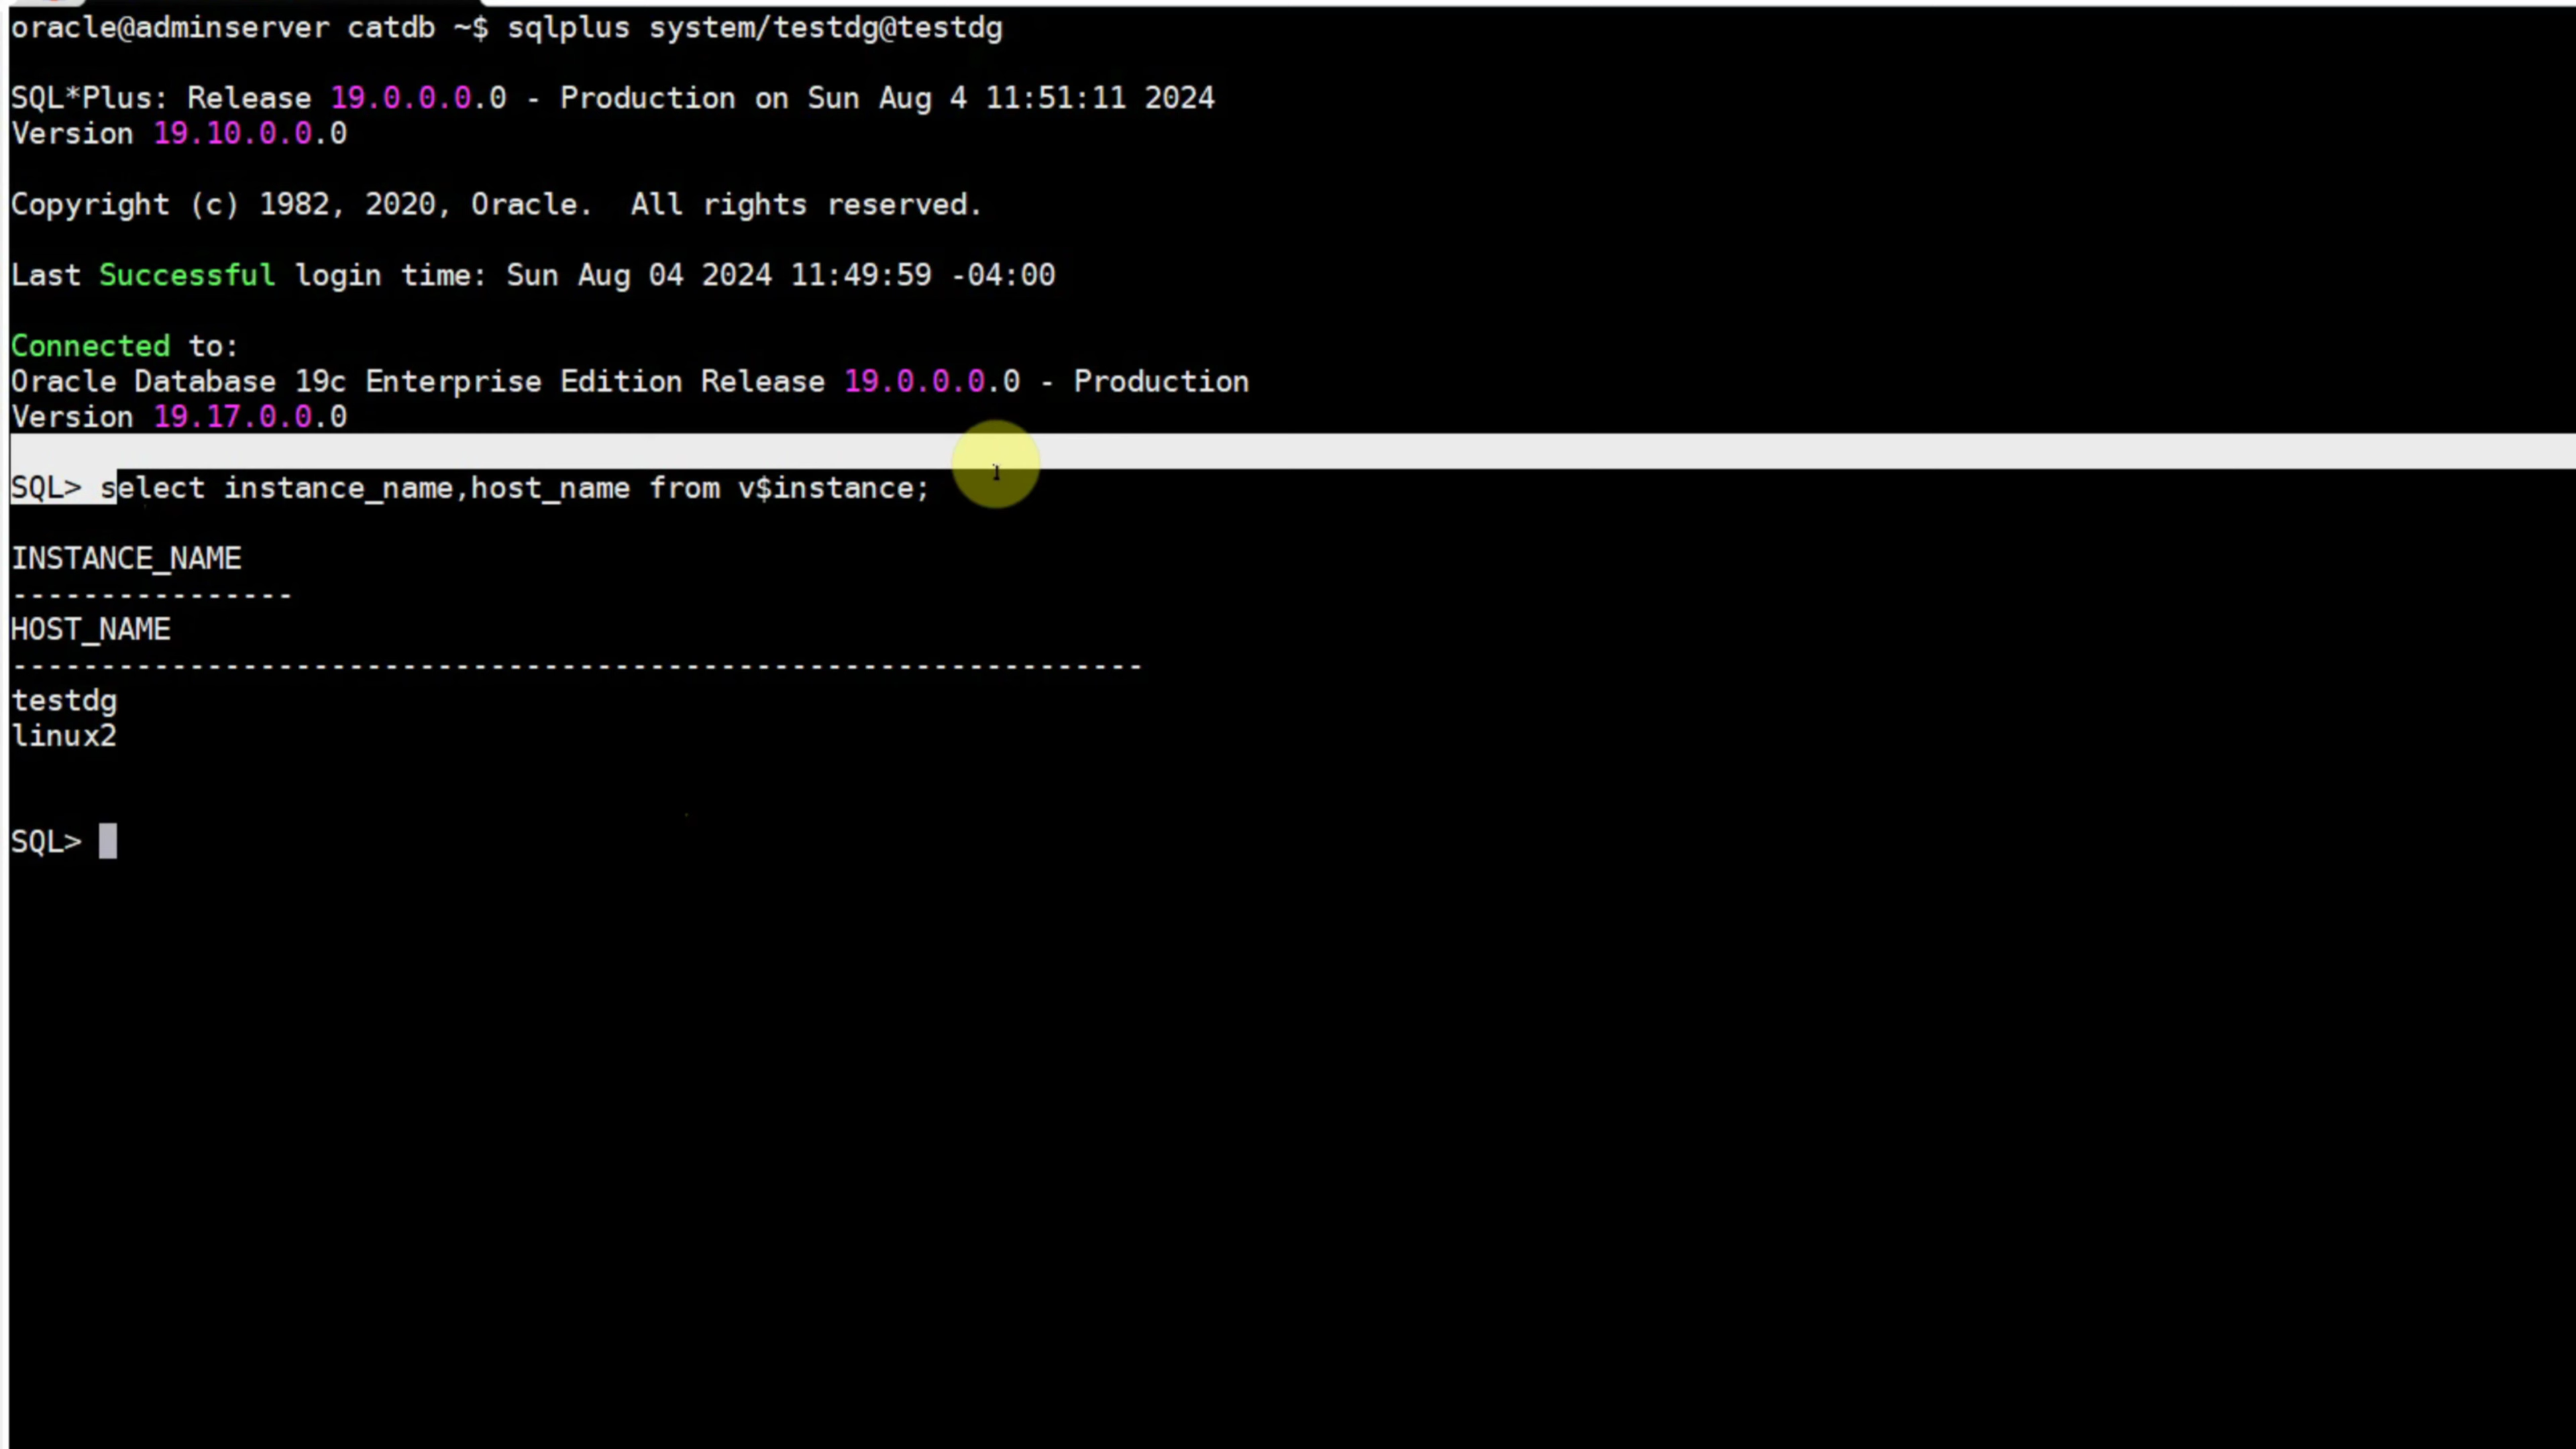 oracle@adminserver catdb ~$ sqlplus system/testdg@testdg
SQL*Plus: Release 19.0.0.0.0 - Production on Sun Aug 4 11:51:11 2024
Version 19.10.0.0.0
Copyright (c) 1982, 2020, Oracle.  All rights reserved.
Last Successful login time: Sun Aug 04 2024 11:49:59 -04:00
Connected to:
Oracle Database 19c Enterprise Edition Release 19.0.0.0.0 - Production
Version 19.17.0.0.0
SQL> select instance_name,host_name from v$instance;
INSTANCE_NAME
----------------
HOST_NAME
----------------------------------------------------------------
testdg
linux2
SQL>